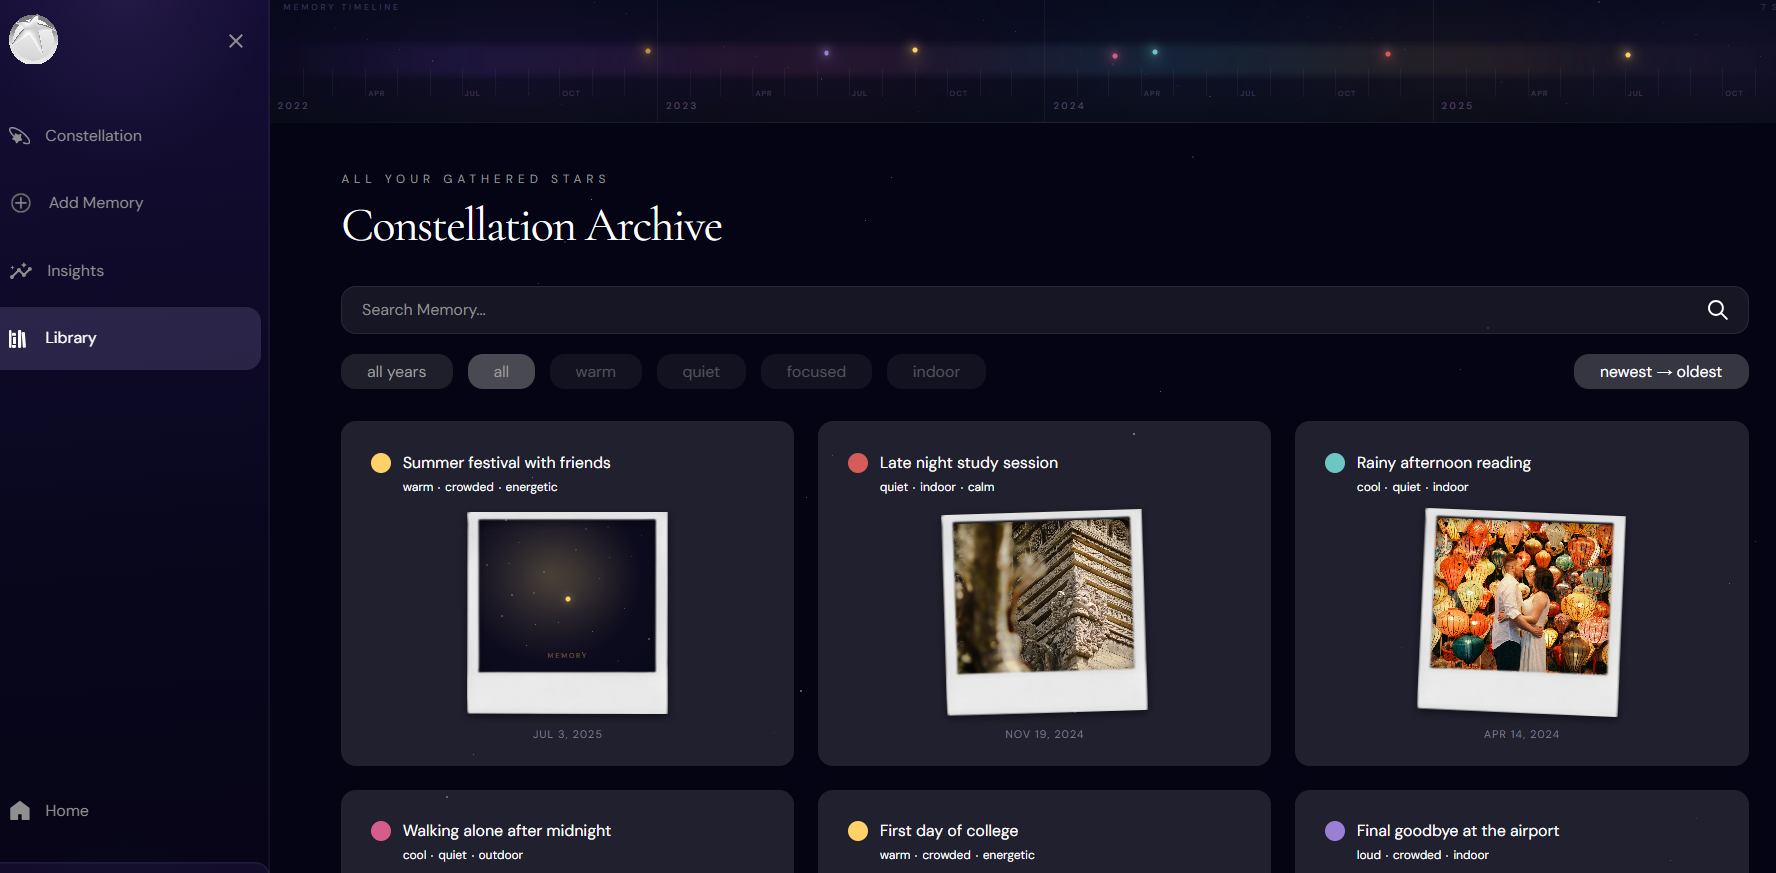 MEMORY TIMELINE
APR JUL OCT APR JUL OCT APR JUL OCT APR JUL OCT
2022 2023 2024 2025
Constellation
Add Memory
Insights
Library
Home
ALL YOUR GATHERED STARS
Constellation Archive
Search Memory...
all years all warm quiet focused indoor newest → oldest
Summer festival with friends
warm · crowded · energetic
MEMORY
JUL 3, 2025
Late night study session
quiet · indoor · calm
NOV 19, 2024
Rainy afternoon reading
cool · quiet · indoor
APR 14, 2024
Walking alone after midnight
cool · quiet · outdoor
First day of college
warm · crowded · energetic
Final goodbye at the airport
loud · crowded · indoor